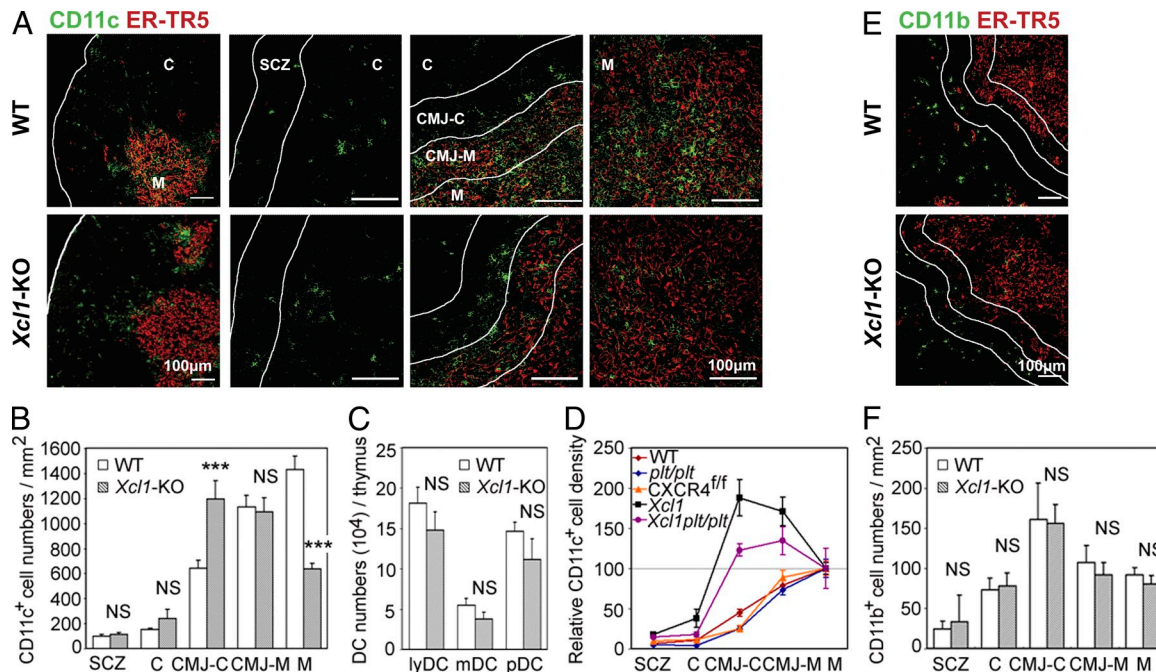 A
CD11c ER-TR5
WT
C
M
SCZ
C
C
CMJ-C
CMJ-M
M
M
Xcl1-KO
100μm
100μm
E
CD11b ER-TR5
WT
Xcl1-KO
100μm
B
CD11c+ cell numbers / mm2
1600
1400
1200
1000
800
600
400
200
0
WT
Xcl1-KO
NS
NS
***
NS
***
SCZ C CMJ-C CMJ-M M
C
DC numbers (10^4) / thymus
25
20
15
10
5
0
WT
Xcl1-KO
NS
NS
NS
lyDC mDC pDC
D
Relative CD11c+ cell density
250
200
150
100
50
0
WT
plt/plt
CXCR4f/f
Xcl1
Xcl1plt/plt
SCZ C CMJ-C CMJ-M M
F
CD11b+ cell numbers / mm2
250
200
150
100
50
0
WT
Xcl1-KO
NS
NS
NS
NS
NS
SCZ C CMJ-C CMJ-M M